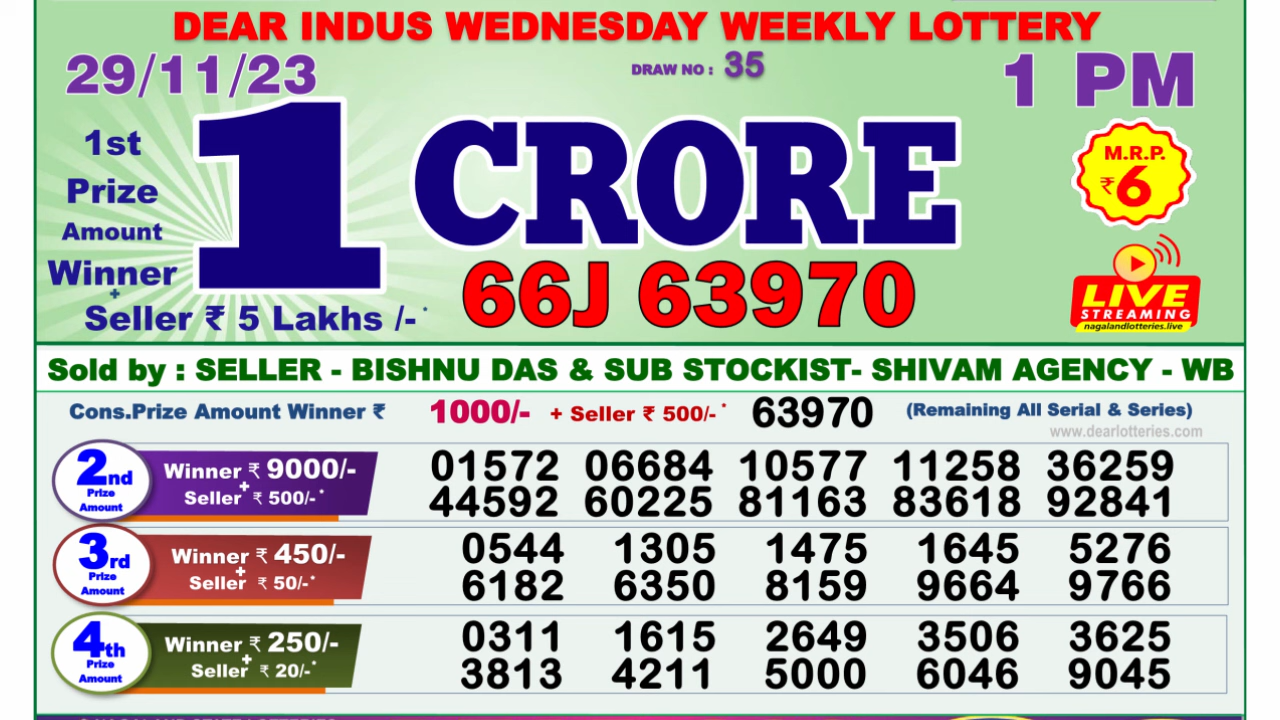 DEAR INDUS WEDNESDAY WEEKLY LOTTERY
29/11/23
DRAW NO : 35
1 PM
1st
Prize
Amount
Winner
+
Seller ₹ 5 Lakhs /-*
1 CRORE
66J 63970
M.R.P.
₹6
LIVE
STREAMING
nagalandlotteries.live
Sold by : SELLER - BISHNU DAS & SUB STOCKIST- SHIVAM AGENCY - WB
Cons.Prize Amount Winner ₹ 1000/- + Seller ₹ 500/-* 63970 (Remaining All Serial & Series)
www.dearlotteries.com
2nd
Prize
Amount
Winner ₹ 9000/-
+
Seller ₹ 500/-*
01572 06684 10577 11258 36259
44592 60225 81163 83618 92841
3rd
Prize
Amount
Winner ₹ 450/-
+
Seller ₹ 50/-*
0544 1305 1475 1645 5276
6182 6350 8159 9664 9766
4th
Prize
Amount
Winner ₹ 250/-
+
Seller ₹ 20/-*
0311 1615 2649 3506 3625
3813 4211 5000 6046 9045